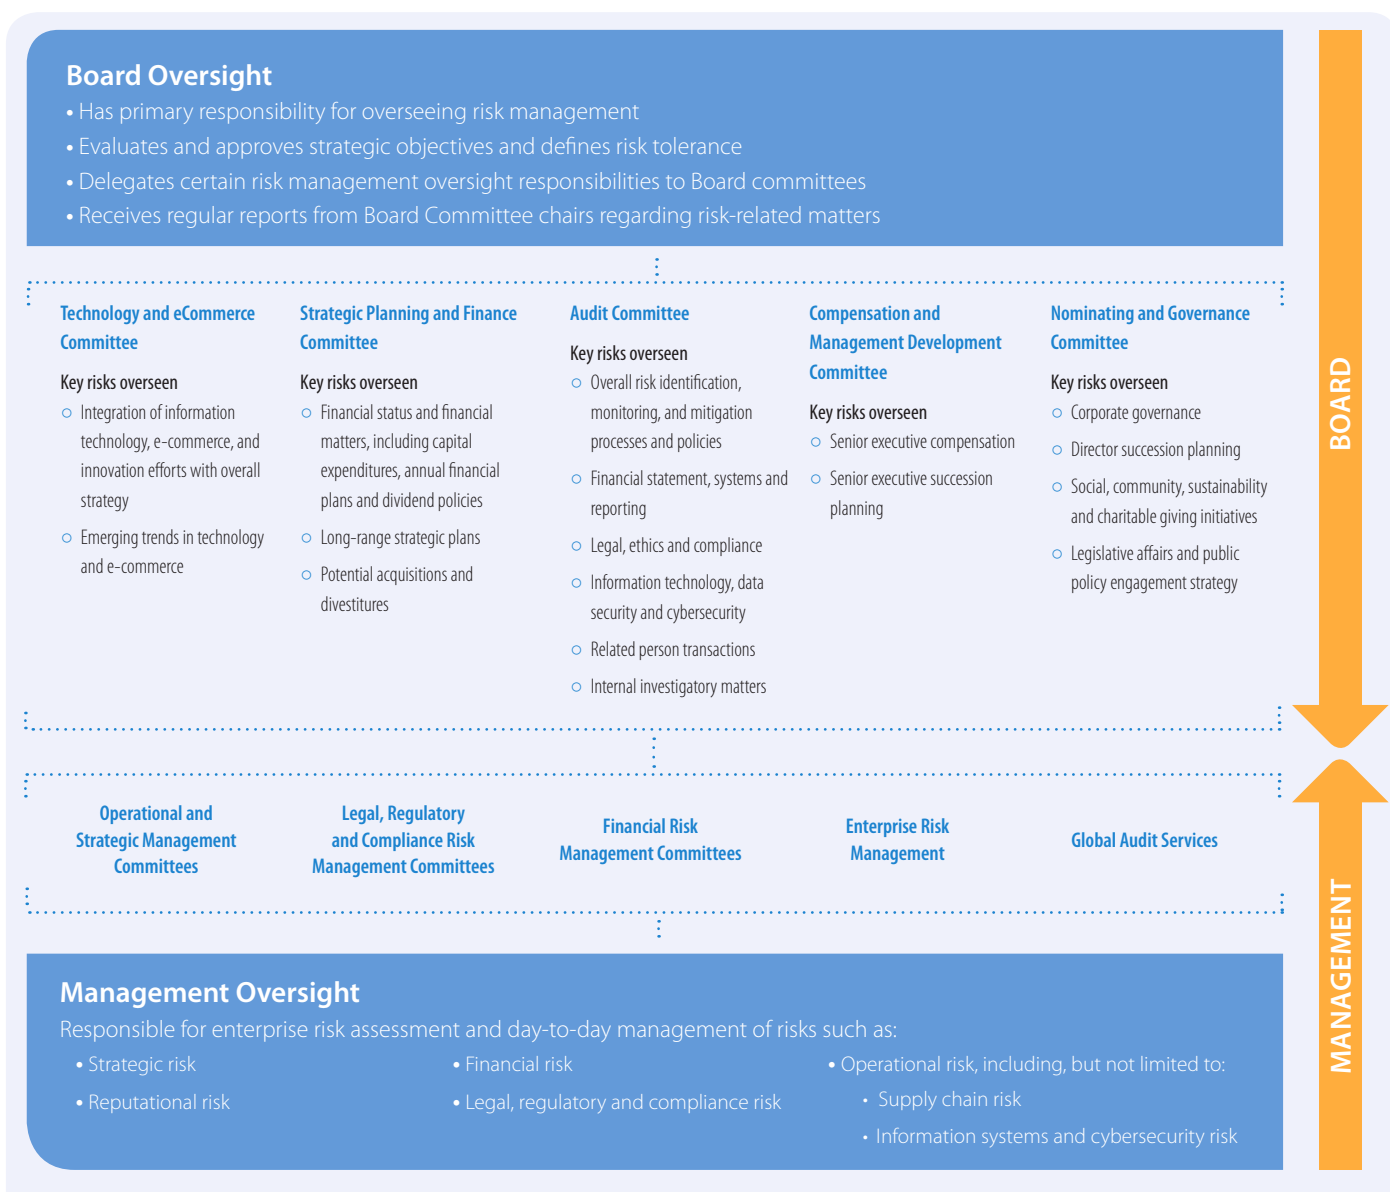 Board Oversight
• Has primary responsibility for overseeing risk management
• Evaluates and approves strategic objectives and defines risk tolerance
• Delegates certain risk management oversight responsibilities to Board committees
• Receives regular reports from Board Committee chairs regarding risk-related matters
Technology and eCommerce
Committee
Key risks overseen
Integration of information
technology, e-commerce, and
innovation efforts with overall
strategy
Emerging trends in technology
and e-commerce
Strategic Planning and Finance
Committee
Key risks overseen
Financial status and financial
matters, including capital
expenditures, annual financial
plans and dividend policies
Long-range strategic plans
Potential acquisitions and
divestitures
Audit Committee
Key risks overseen
Overall risk identification,
monitoring, and mitigation
processes and policies
Financial statement, systems and
reporting
Legal, ethics and compliance
Information technology, data
security and cybersecurity
Related person transactions
Internal investigatory matters
Compensation and
Management Development
Committee
Key risks overseen
Senior executive compensation
Senior executive succession
planning
Nominating and Governance
Committee
Key risks overseen
Corporate governance
Director succession planning
Social, community, sustainability
and charitable giving initiatives
Legislative affairs and public
policy engagement strategy
BOARD
Operational and
Strategic Management
Committees
Legal, Regulatory
and Compliance Risk
Management Committees
Financial Risk
Management Committees
Enterprise Risk
Management
Global Audit Services
MANAGEMENT
Management Oversight
Responsible for enterprise risk assessment and day-to-day management of risks such as:
• Strategic risk
• Reputational risk
• Financial risk
• Legal, regulatory and compliance risk
• Operational risk, including, but not limited to:
• Supply chain risk
• Information systems and cybersecurity risk